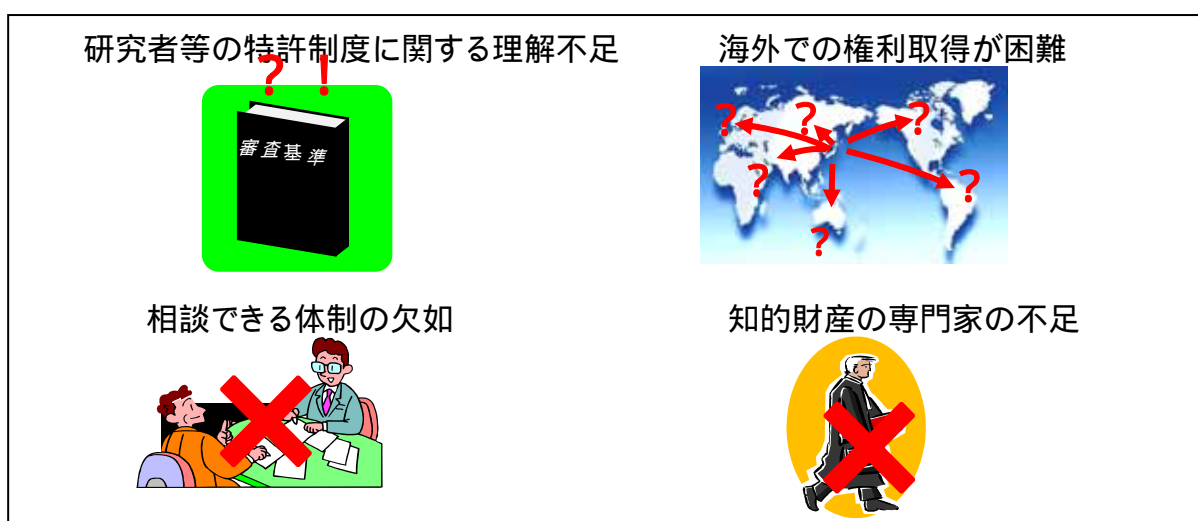 研究者等の特許制度に関する理解不足
海外での権利取得が困難
? !
審査基準
? ? ?
? ?
?
相談できる体制の欠如
知的財産の専門家の不足